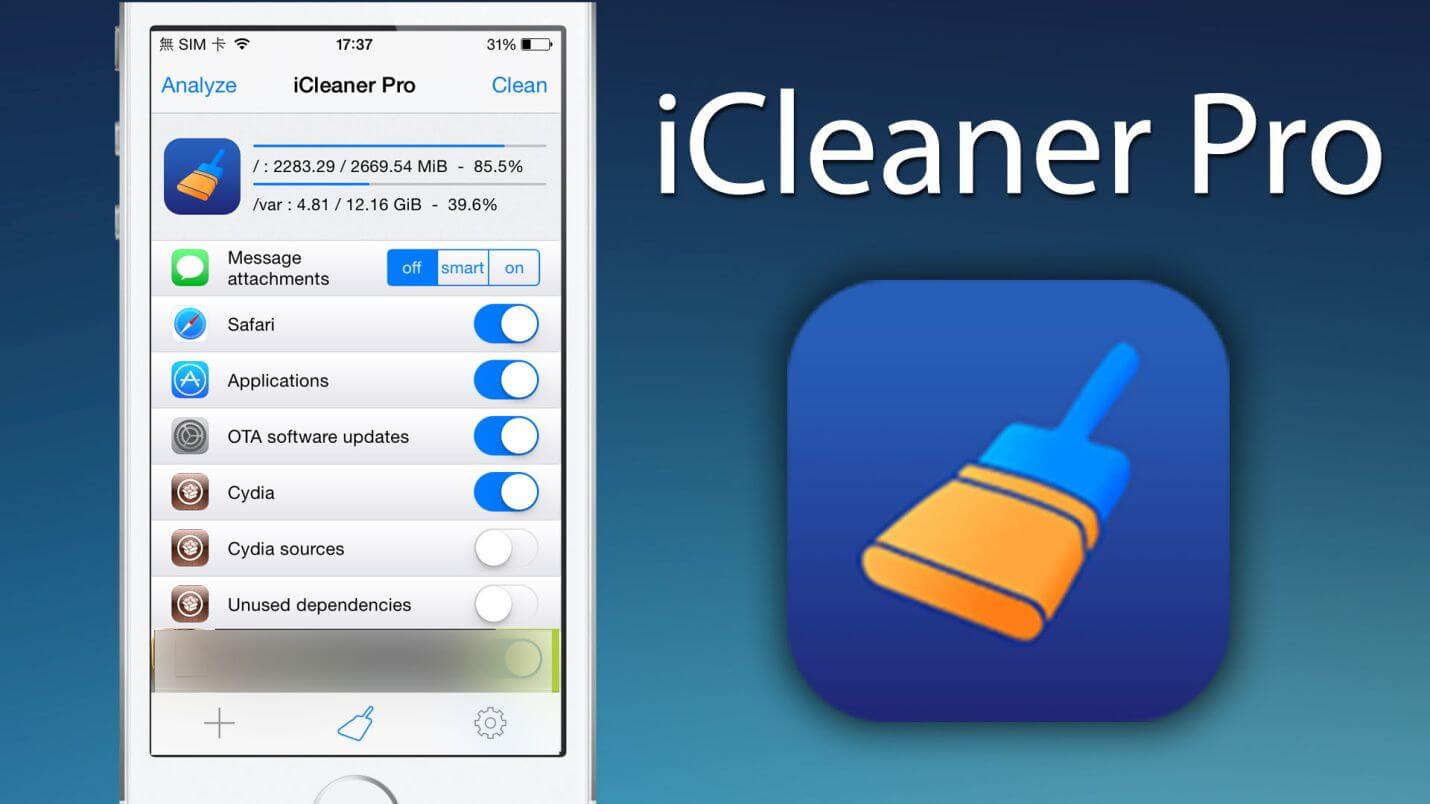 無 SIM 卡 17:37 31%
Analyze iCleaner Pro Clean
/ : 2283.29 / 2669.54 MiB - 85.5%
/var : 4.81 / 12.16 GiB - 39.6%
Message
attachments
off smart on
Safari
Applications
OTA software updates
Cydia
Cydia sources
Unused dependencies
iCleaner Pro